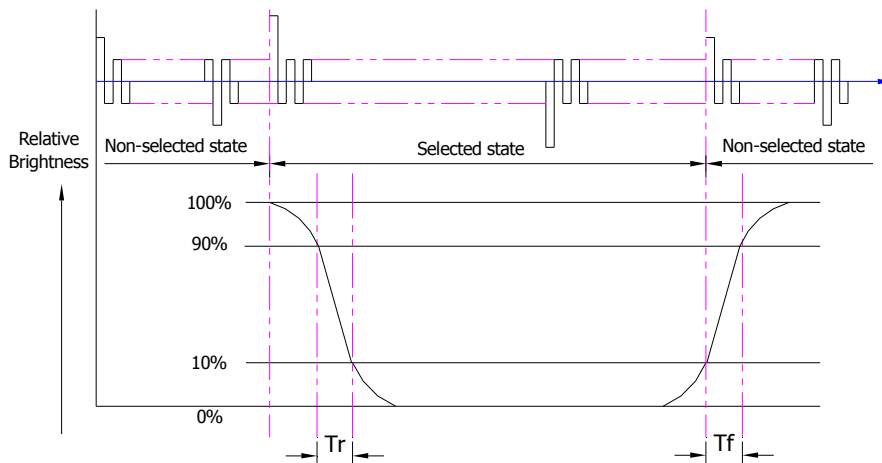 Relative
Brightness
Non-selected state
Selected state
Non-selected state
100%
90%
10%
0%
Tr
Tf